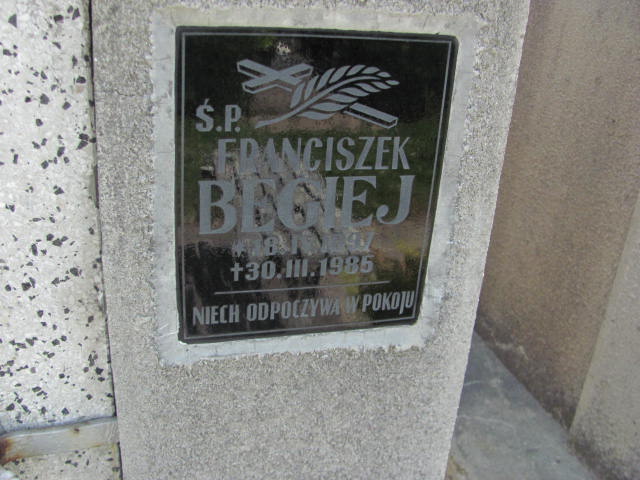 Ś.P.
FRANCISZEK
BEGIEJ
✝30.III.1985
NIECH ODPOCZYWA W POKOJU